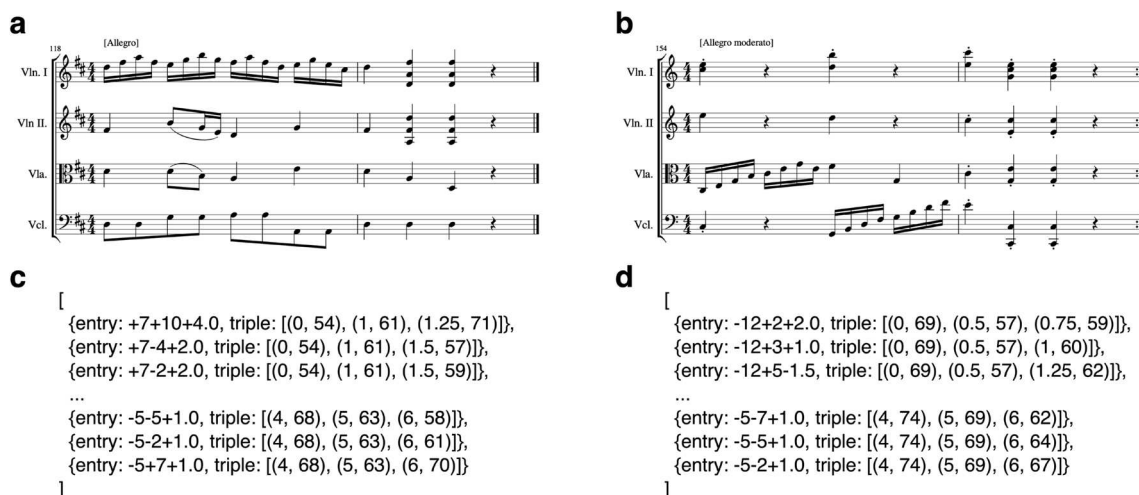 a
118
[Allegro]
Vln. I
Vln II.
Vla.
Vcl.
b
154
[Allegro moderato]
Vln. I
Vln. II
Vla.
Vcl.
c
[
{entry: +7+10+4.0, triple: [(0, 54), (1, 61), (1.25, 71)]},
{entry: +7-4+2.0, triple: [(0, 54), (1, 61), (1.5, 57)]},
{entry: +7-2+2.0, triple: [(0, 54), (1, 61), (1.5, 59)]},
...
{entry: -5-5+1.0, triple: [(4, 68), (5, 63), (6, 58)]},
{entry: -5-2+1.0, triple: [(4, 68), (5, 63), (6, 61)]},
{entry: -5+7+1.0, triple: [(4, 68), (5, 63), (6, 70)]}
]
d
[
{entry: -12+2+2.0, triple: [(0, 69), (0.5, 57), (0.75, 59)]},
{entry: -12+3+1.0, triple: [(0, 69), (0.5, 57), (1, 60)]},
{entry: -12+5-1.5, triple: [(0, 69), (0.5, 57), (1.25, 62)]},
...
{entry: -5-7+1.0, triple: [(4, 74), (5, 69), (6, 62)]},
{entry: -5-5+1.0, triple: [(4, 74), (5, 69), (6, 64)]},
{entry: -5-2+1.0, triple: [(4, 74), (5, 69), (6, 67)]}
]